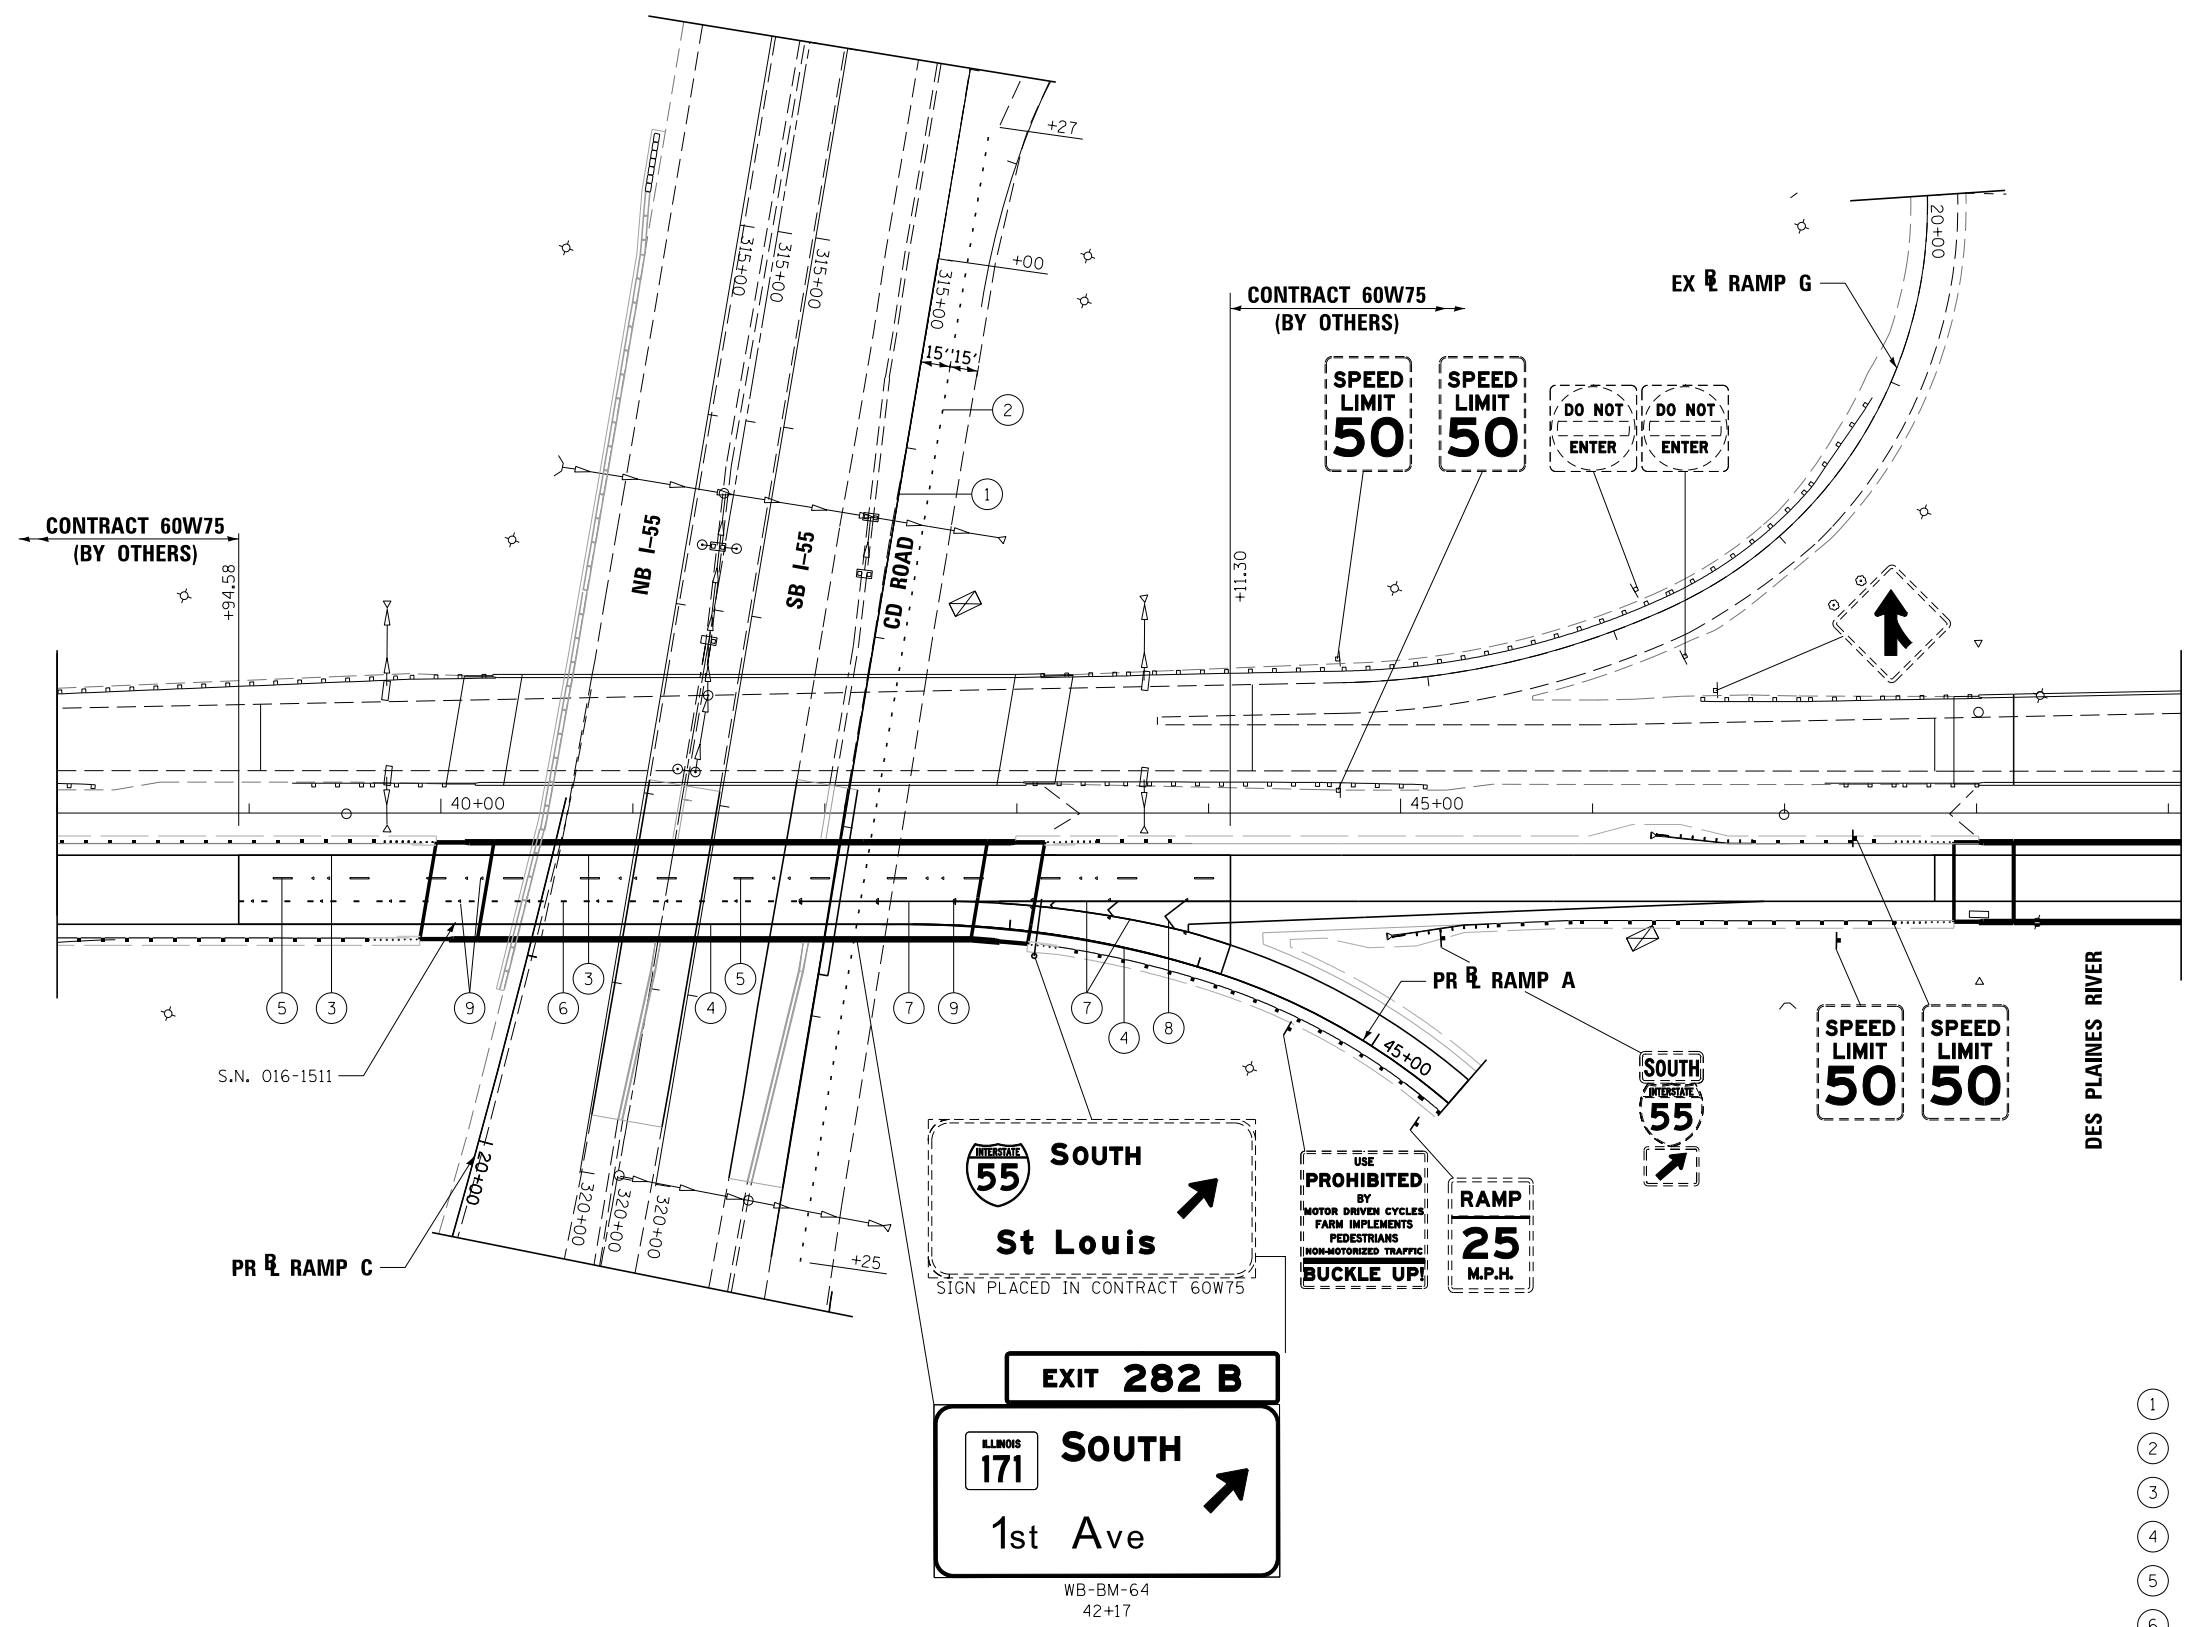 +27
315+00
315+00
315+00
+00
315+00
15'
15'
2
1
20+00
EX BL RAMP G
CONTRACT 60W75
(BY OTHERS)
SPEED
LIMIT
50
SPEED
LIMIT
50
DO NOT
ENTER
DO NOT
ENTER
CONTRACT 60W75
(BY OTHERS)
+94.58
NB I-55
SB I-55
CD ROAD
+11.30
40+00
45+00
5
3
9
6
3
4
5
7
9
7
4
8
S.N. 016-1511
PR BL RAMP A
45+00
20+00
PR BL RAMP C
320+00
320+00
320+00
+25
INTERSTATE
55
SOUTH
St Louis
SIGN PLACED IN CONTRACT 60W75
USE
PROHIBITED
BY
MOTOR DRIVEN CYCLES
FARM IMPLEMENTS
PEDESTRIANS
NON-MOTORIZED TRAFFIC
BUCKLE UP!
RAMP
25
M.P.H.
SOUTH
INTERSTATE
55
SPEED
LIMIT
50
SPEED
LIMIT
50
DES PLAINES RIVER
EXIT 282 B
ILLINOIS
171
SOUTH
1st Ave
WB-BM-64
42+17
1
2
3
4
5
6